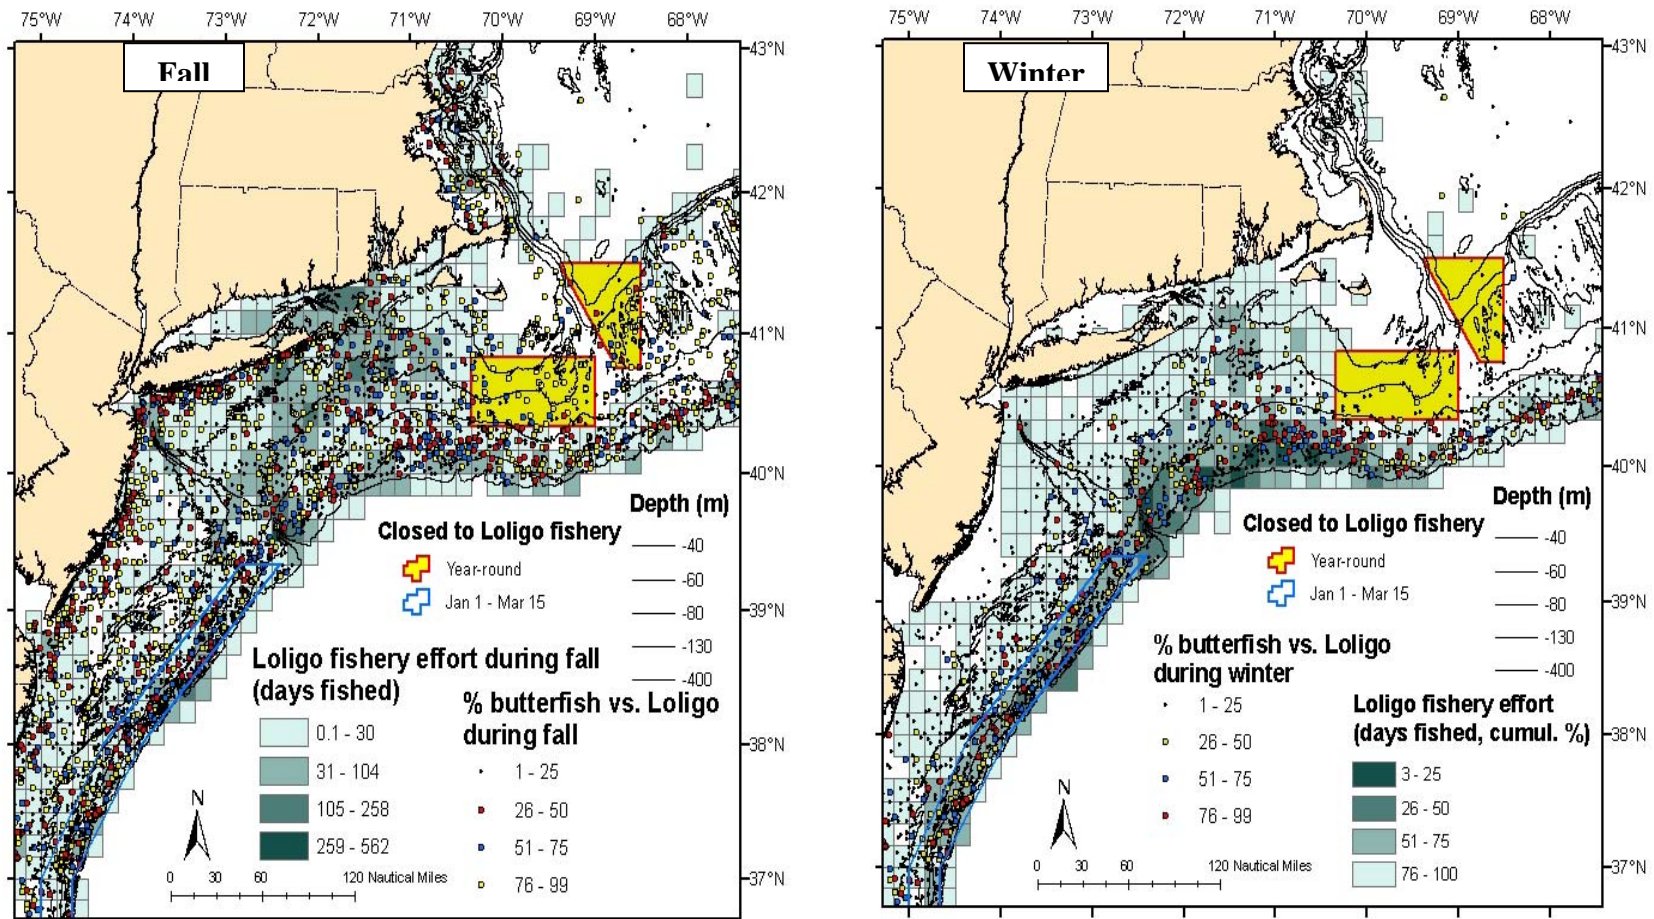 75°W 74°W 73°W 72°W 71°W 70°W 69°W 68°W
Fall
43°N
42°N
41°N
40°N
39°N
38°N
37°N
Depth (m)
-40
-60
-80
-130
-400
Closed to Loligo fishery
Year-round
Jan 1 - Mar 15
Loligo fishery effort during fall
(days fished)
0.1 - 30
31 - 104
105 - 258
259 - 562
% butterfish vs. Loligo
during fall
1 - 25
26 - 50
51 - 75
76 - 99
N
0 30 60 120 Nautical Miles
75°W 74°W 73°W 72°W 71°W 70°W 69°W 68°W
Winter
43°N
42°N
41°N
40°N
39°N
38°N
37°N
Depth (m)
-40
-60
-80
-130
-400
Closed to Loligo fishery
Year-round
Jan 1 - Mar 15
% butterfish vs. Loligo
during winter
1 - 25
26 - 50
51 - 75
76 - 99
Loligo fishery effort
(days fished, cumul. %)
3 - 25
26 - 50
51 - 75
76 - 100
N
0 30 60 120 Nautical Miles